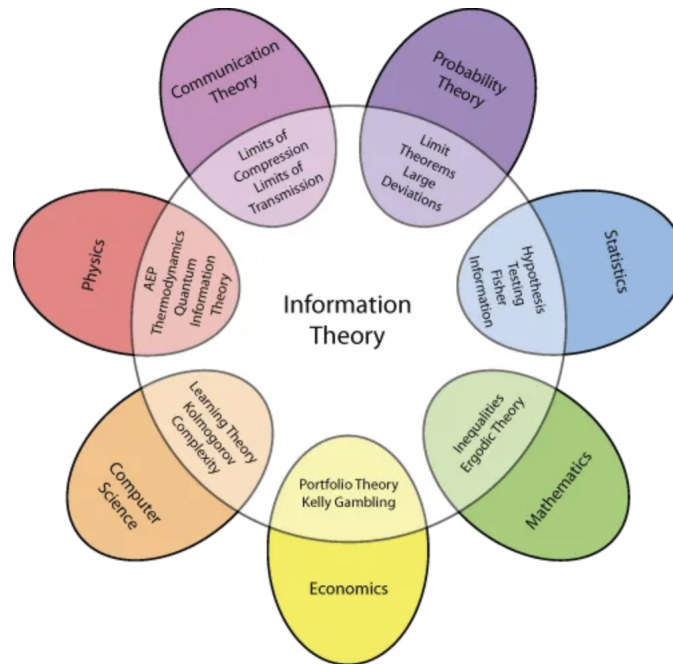 Communication
Theory
Limits of
Compression
Limits of
Transmission
Probability
Theory
Limit
Theorems
Large
Deviations
Physics
AEP
Thermodynamics
Quantum
Information
Theory
Information
Theory
Hypothesis
Testing
Fisher
Information
Statistics
Learning Theory
Kolmogorov
Complexity
Computer
Science
Portfolio Theory
Kelly Gambling
Economics
Inequalities
Ergodic Theory
Mathematics